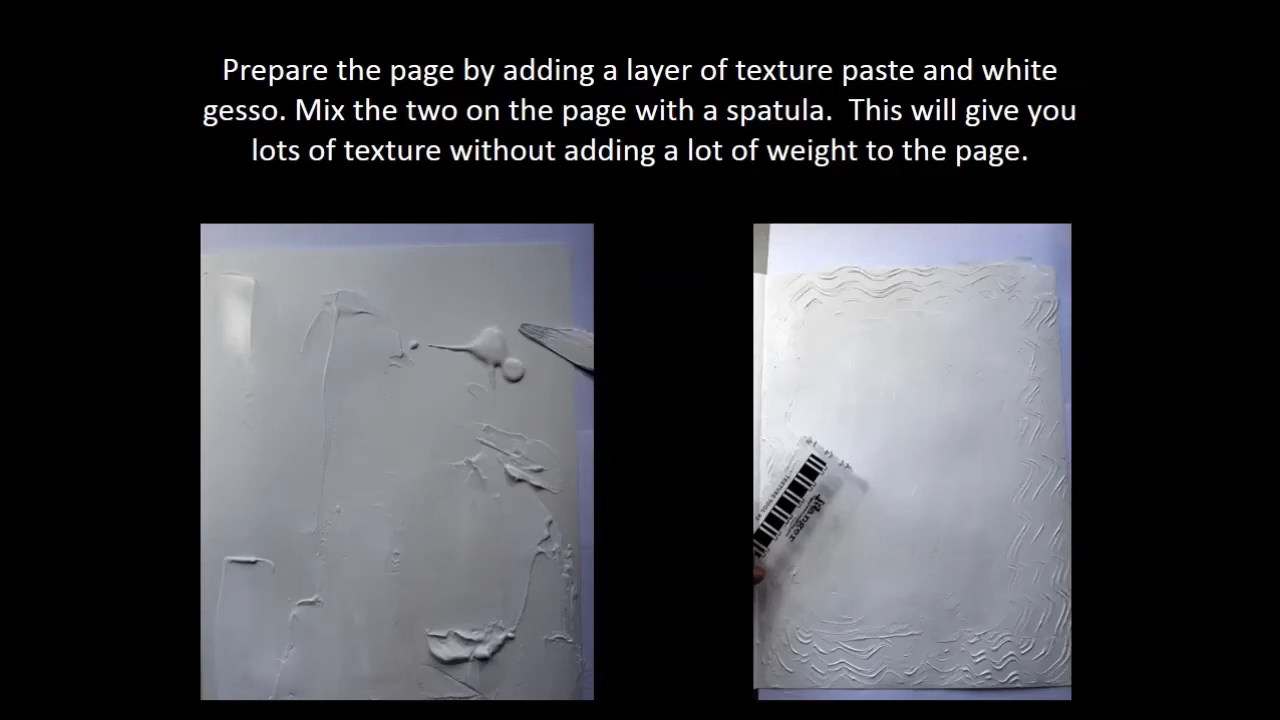 Prepare the page by adding a layer of texture paste and white
gesso. Mix the two on the page with a spatula.  This will give you
lots of texture without adding a lot of weight to the page.